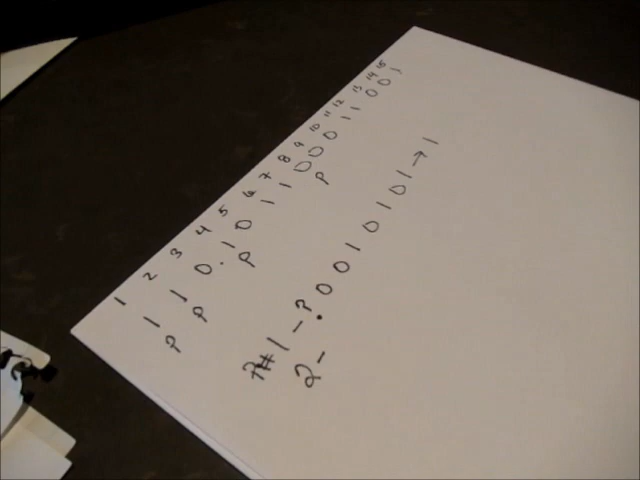 1 2 3 4 5 6 7 8 9 10 11 12 13 14 15
1 1 0 1 0 1 1 0 0 0 1 1 0 0 1
P P P P
#1 - ? 0 0 1 0 1 0 1 → 1
2 -